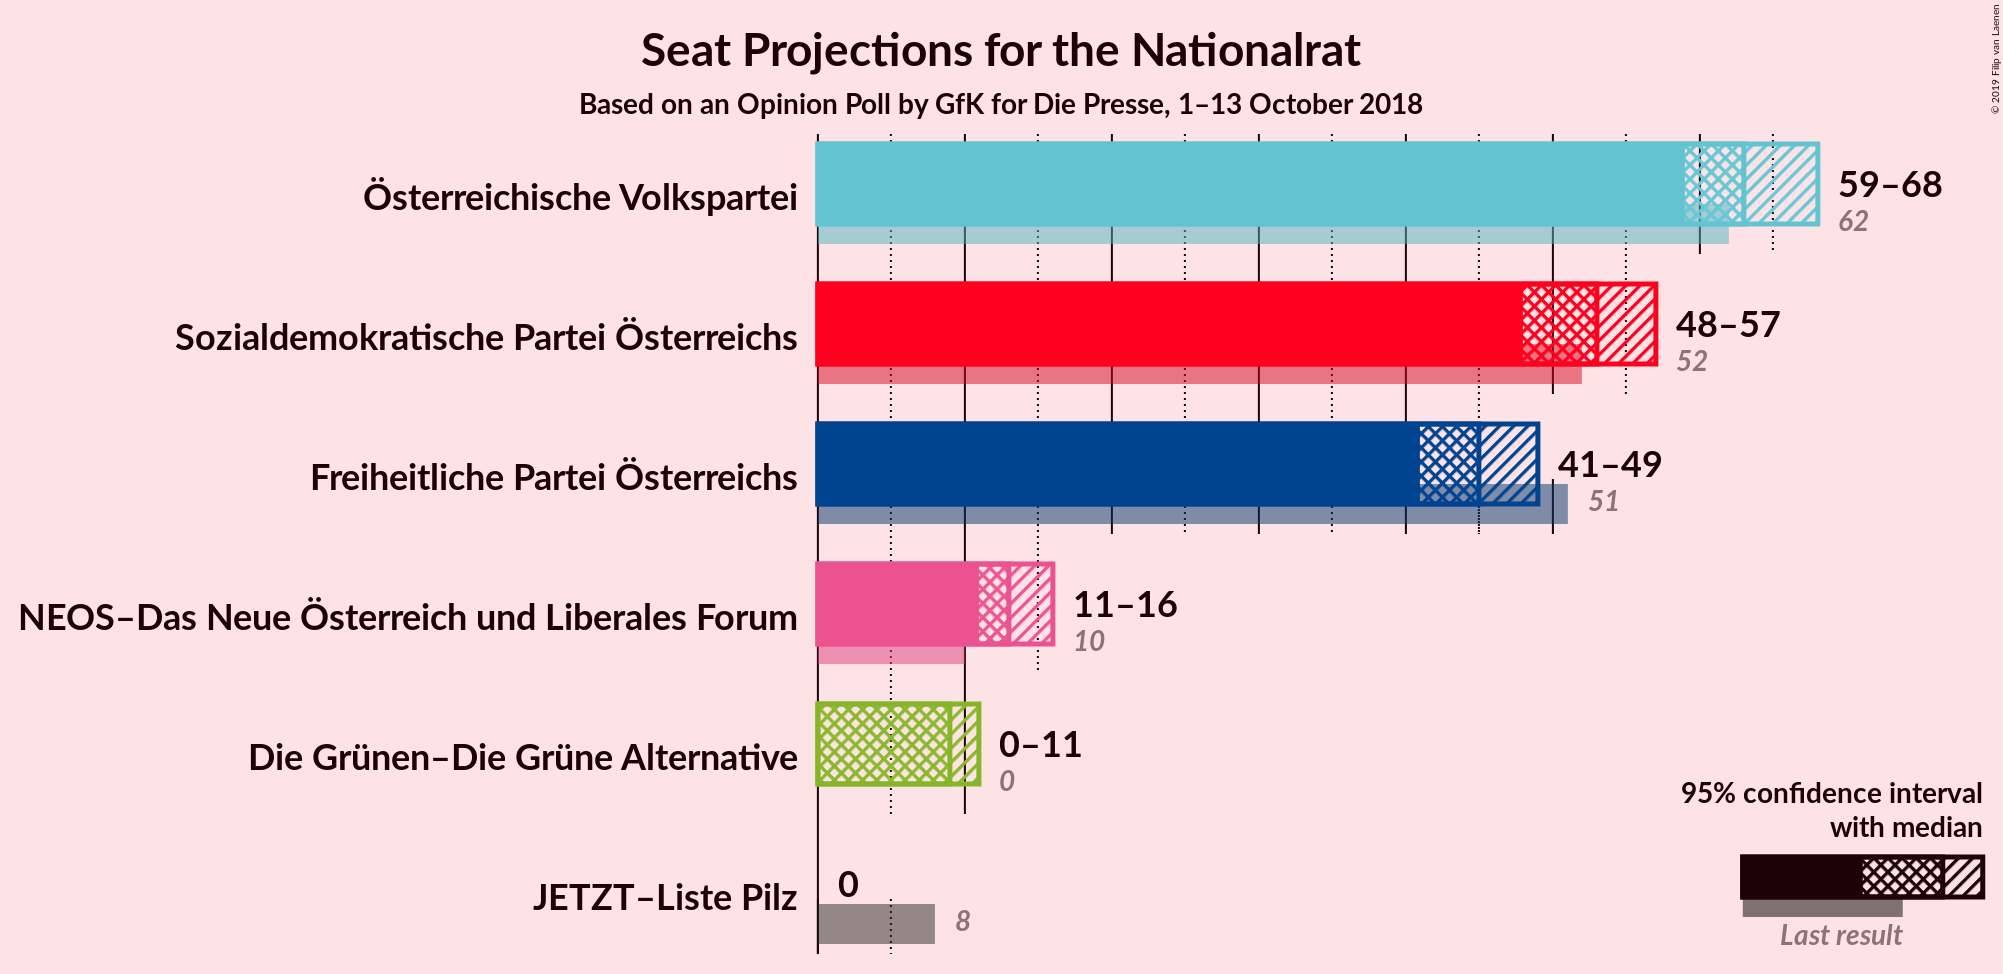 Seat Projections for the Nationalrat
Based on an Opinion Poll by GfK for Die Presse, 1–13 October 2018
© 2019 Filip van Laenen
Österreichische Volkspartei
59–68
62
Sozialdemokratische Partei Österreichs
48–57
52
Freiheitliche Partei Österreichs
41–49
51
NEOS–Das Neue Österreich und Liberales Forum
11–16
10
Die Grünen–Die Grüne Alternative
0–11
0
JETZT–Liste Pilz
0
8
95% confidence interval
with median
Last result